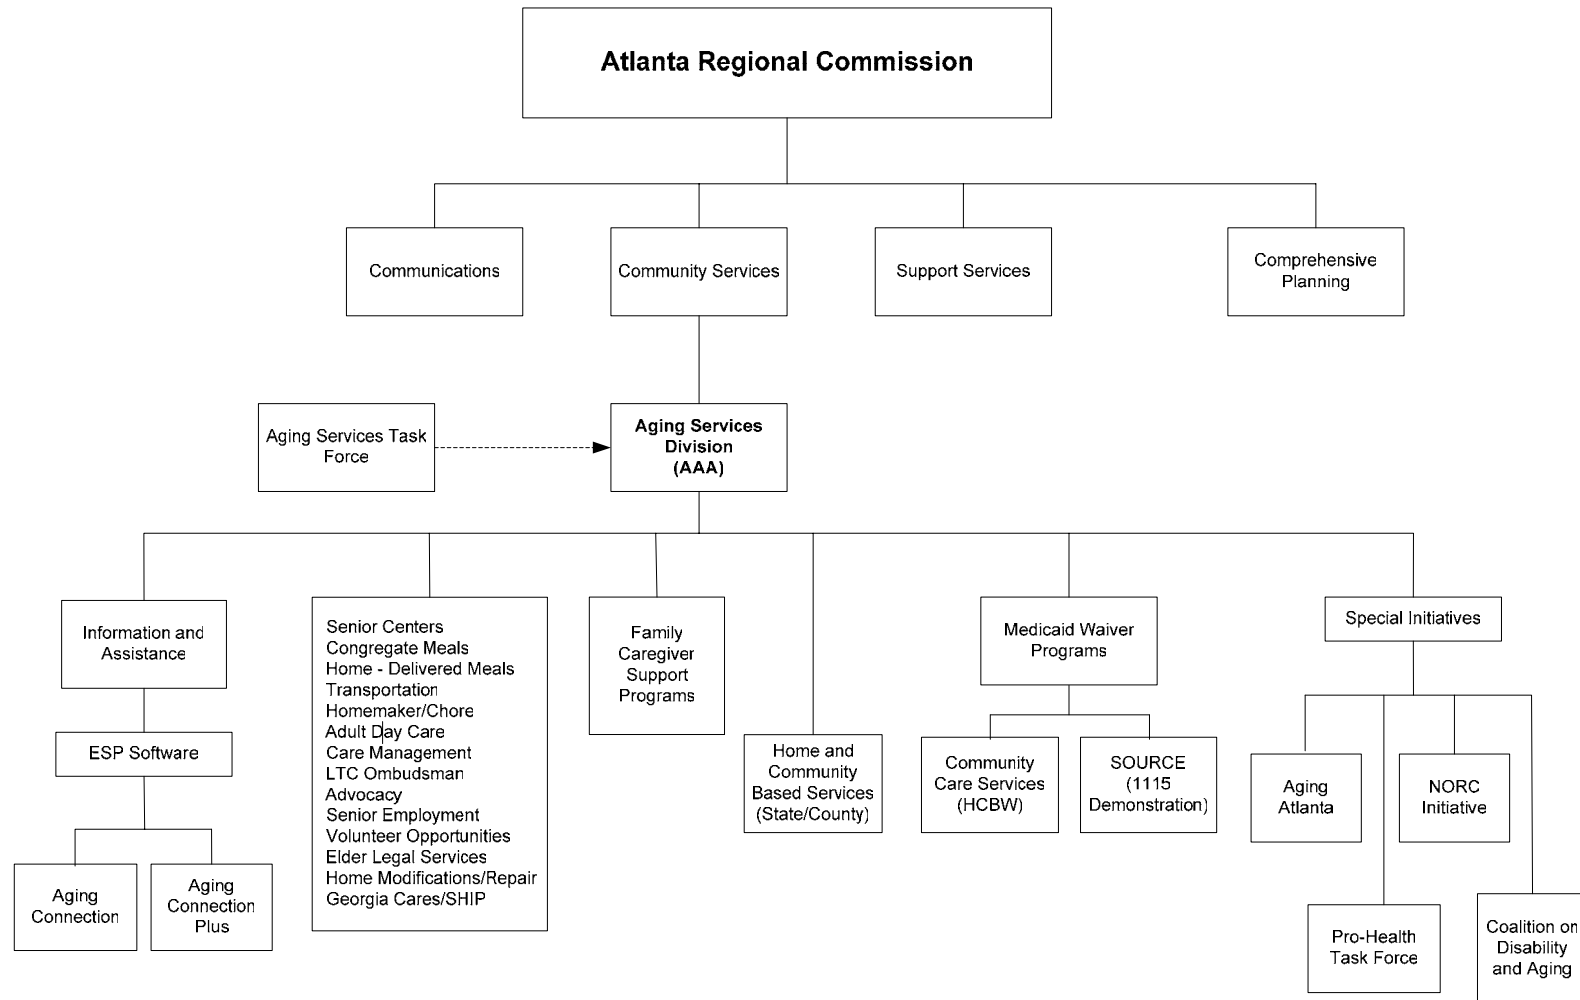 Atlanta Regional Commission
Communications
Community Services
Support Services
Comprehensive
Planning
Aging Services Task
Force
Aging Services
Division
(AAA)
Information and
Assistance
ESP Software
Aging
Connection
Aging
Connection
Plus
Senior Centers
Congregate Meals
Home - Delivered Meals
Transportation
Homemaker/Chore
Adult Day Care
Care Management
LTC Ombudsman
Advocacy
Senior Employment
Volunteer Opportunities
Elder Legal Services
Home Modifications/Repair
Georgia Cares/SHIP
Family
Caregiver
Support
Programs
Home and
Community
Based Services
(State/County)
Medicaid Waiver
Programs
Community
Care Services
(HCBW)
SOURCE
(1115
Demonstration)
Special Initiatives
Aging
Atlanta
NORC
Initiative
Pro-Health
Task Force
Coalition on
Disability
and Aging